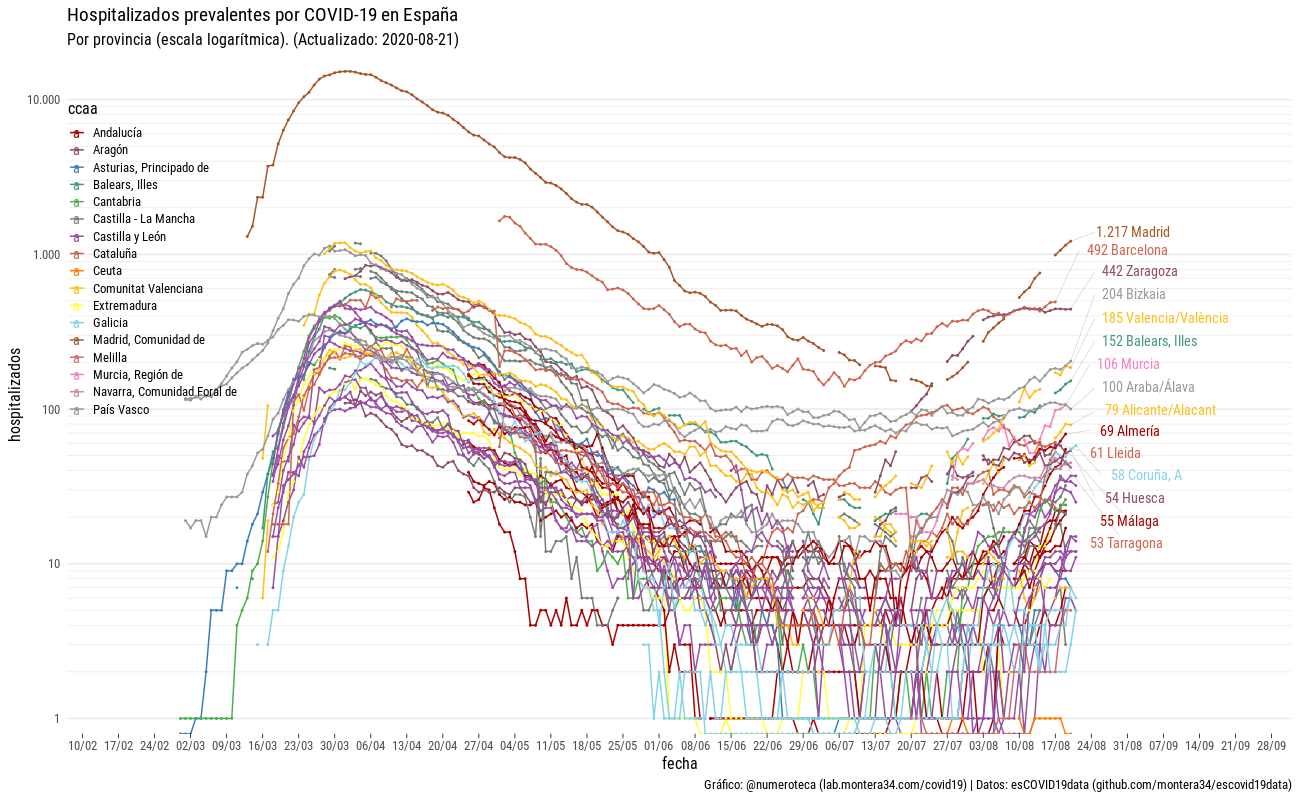 Hospitalizados prevalentes por COVID-19 en España
Por provincia (escala logarítmica). (Actualizado: 2020-08-21)
hospitalizados
10.000
1.000
100
10
1
ccaa
Andalucía
Aragón
Asturias, Principado de
Balears, Illes
Cantabria
Castilla - La Mancha
Castilla y León
Cataluña
Ceuta
Comunitat Valenciana
Extremadura
Galicia
Madrid, Comunidad de
Melilla
Murcia, Región de
Navarra, Comunidad Foral de
País Vasco
1.217 Madrid
492 Barcelona
442 Zaragoza
204 Bizkaia
185 Valencia/València
152 Balears, Illes
106 Murcia
100 Araba/Álava
79 Alicante/Alacant
69 Almería
61 Lleida
58 Coruña, A
54 Huesca
55 Málaga
53 Tarragona
10/02 17/02 24/02 02/03 09/03 16/03 23/03 30/03 06/04 13/04 20/04 27/04 04/05 11/05 18/05 25/05 01/06 08/06 15/06 22/06 29/06 06/07 13/07 20/07 27/07 03/08 10/08 17/08 24/08 31/08 07/09 14/09 21/09 28/09
fecha
Gráfico: @numeroteca (lab.montera34.com/covid19) | Datos: esCOVID19data (github.com/montera34/escovid19data)